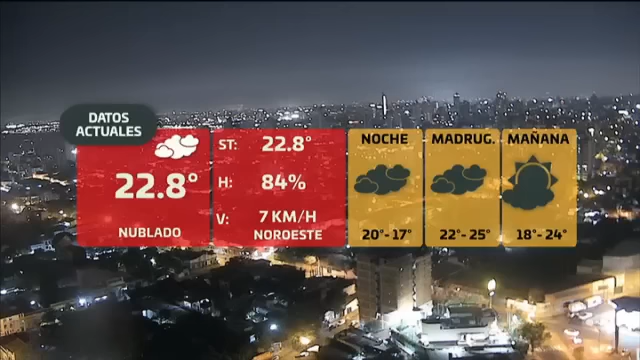 DATOS
ACTUALES
22.8°
NUBLADO
ST: 22.8°
H: 84%
V: 7 KM/H
NOROESTE
NOCHE
20°- 17°
MADRUG.
22°- 25°
MAÑANA
18°- 24°